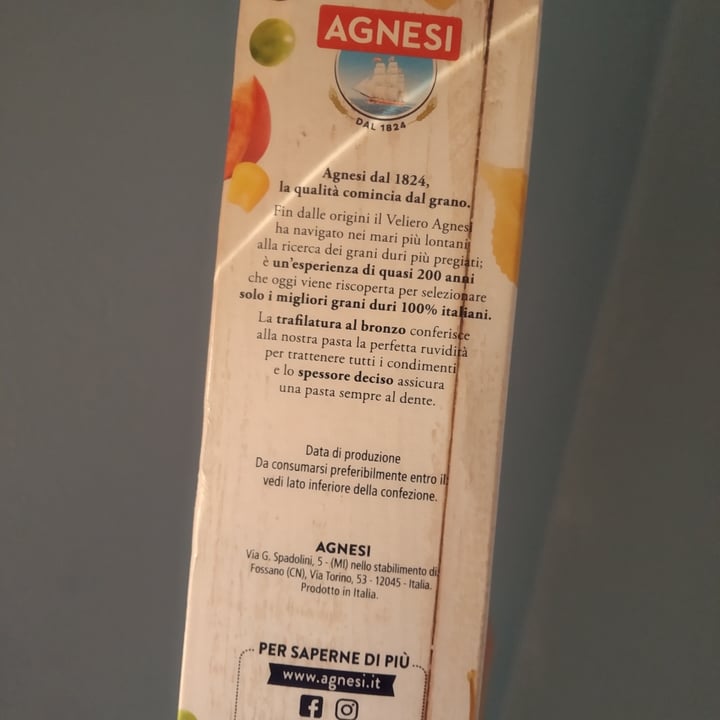 AGNESI
DAL 1824
Agnesi dal 1824,
la qualità comincia dal grano.
Fin dalle origini il Veliero Agnesi
ha navigato nei mari più lontani
alla ricerca dei grani duri più pregiati;
è un'esperienza di quasi 200 anni
che oggi viene riscoperta per selezionare
solo i migliori grani duri 100% italiani.
La trafilatura al bronzo conferisce
alla nostra pasta la perfetta ruvidità
per trattenere tutti i condimenti
e lo spessore deciso assicura
una pasta sempre al dente.
Data di produzione
Da consumarsi preferibilmente entro il:
vedi lato inferiore della confezione.
AGNESI
Via G. Spadolini, 5 - (MI) nello stabilimento di:
Fossano (CN), Via Torino, 53 - 12045 - Italia.
Prodotto in Italia.
PER SAPERNE DI PIÙ
www.agnesi.it